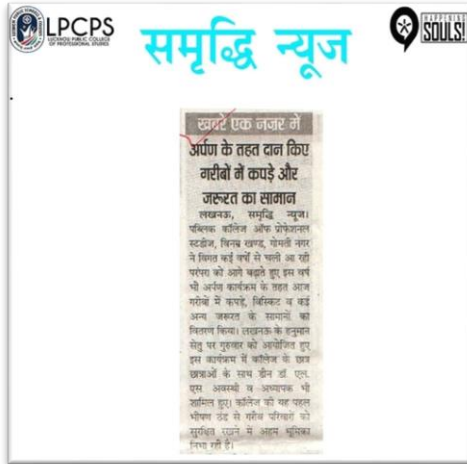 LPCPS
LUCKNOW PUBLIC COLLEGE
OF PROFESSIONAL STUDIES
समृद्धि न्यूज
HAPPENING
SOULS!
खबरें एक नजर में
अर्पण के तहत दान किए
गरीबों में कपड़े और
जरूरत का सामान
लखनऊ, समृद्धि न्यूज।
पब्लिक कॉलेज ऑफ प्रोफेशनल
स्टडीज, विनम्र खण्ड, गोमती नगर
ने विगत कई वर्षों से चली आ रही
परंपरा को आगे बढ़ाते हुए इस वर्ष
भी अर्पण कार्यक्रम के तहत आज
गरीबों में कपड़े, बिस्किट व कई
अन्य जरूरत के सामानों का
वितरण किया। लखनऊ के हनुमान
सेतु पर गुरुवार को आयोजित हुए
इस कार्यक्रम में कॉलेज के छात्र
छात्राओं के साथ डीन डॉ. एल.
एस अवस्थी व अध्यापक भी
शामिल हुए। कॉलेज की यह पहल
भीषण ठंड से गरीब परिवारों को
सुरक्षित रखने में अहम भूमिका
निभा रही है।